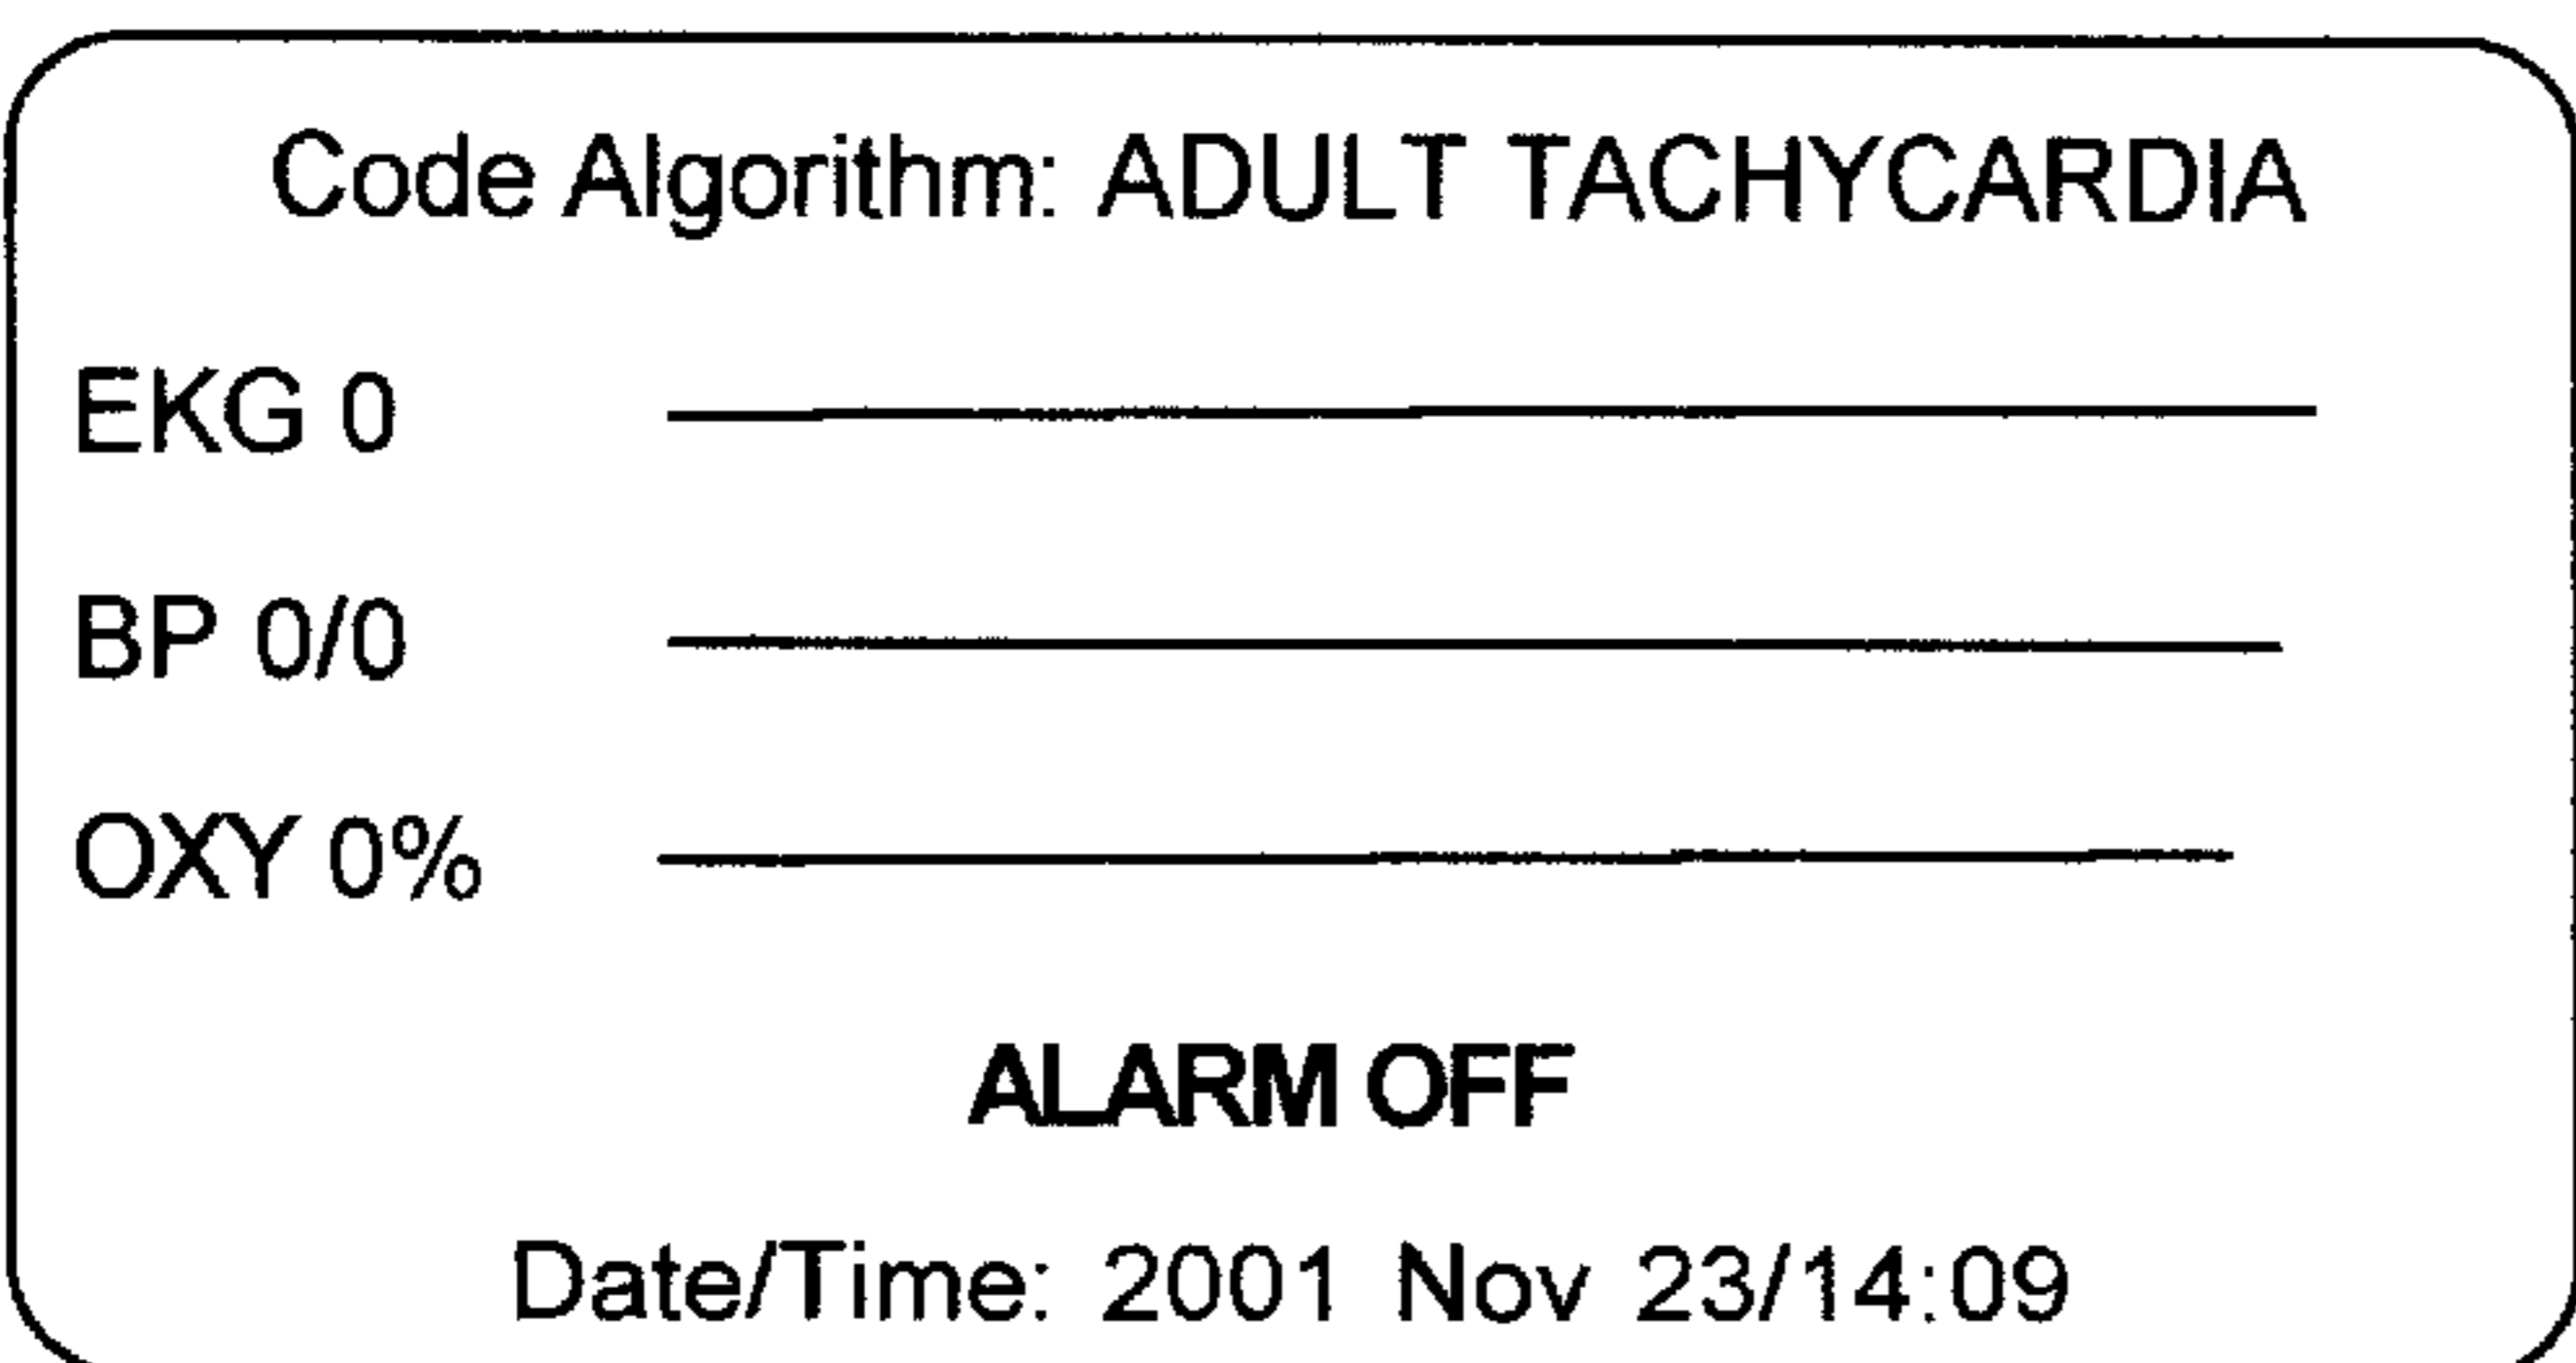 Code Algorithm: ADULT TACHYCARDIA
EKG 0
BP 0/0
OXY 0%
ALARM OFF
Date/Time: 2001 Nov 23/14:09